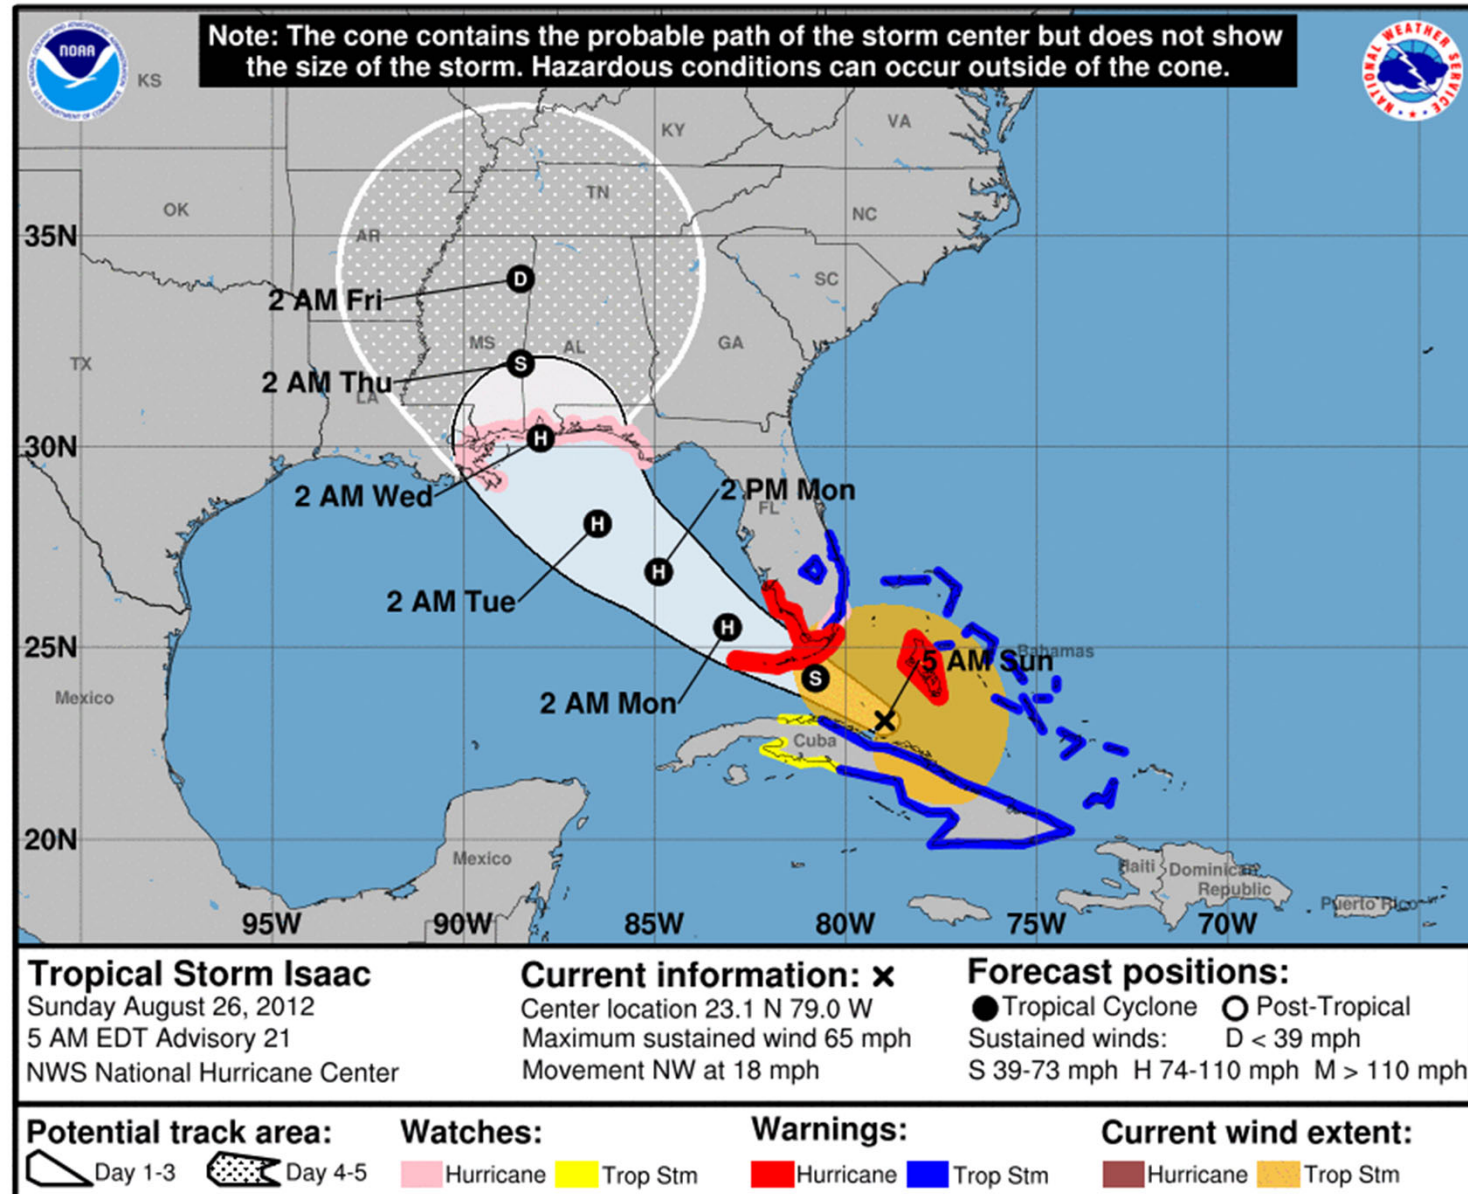 Note: The cone contains the probable path of the storm center but does not show
the size of the storm. Hazardous conditions can occur outside of the cone.
NOAA
NATIONAL WEATHER SERVICE
KS
KY
VA
OK
TN
NC
AR
35N
SC
2 AM Fri
MS
AL
GA
TX
2 AM Thu
LA
30N
2 AM Wed
2 PM Mon
FL
2 AM Tue
25N
Bahamas
5 AM Sun
Mexico
2 AM Mon
Cuba
20N
Mexico
Haiti
Dominican
Republic
Puerto Rico
95W 90W 85W 80W 75W 70W
D
S
H
H
H
H
S
Tropical Storm Isaac
Sunday August 26, 2012
5 AM EDT Advisory 21
NWS National Hurricane Center
Current information: ×
Center location 23.1 N 79.0 W
Maximum sustained wind 65 mph
Movement NW at 18 mph
Forecast positions:
Tropical Cyclone Post-Tropical
Sustained winds: D < 39 mph
S 39-73 mph H 74-110 mph M > 110 mph
Potential track area:
Day 1-3 Day 4-5
Watches:
Hurricane Trop Stm
Warnings:
Hurricane Trop Stm
Current wind extent:
Hurricane Trop Stm